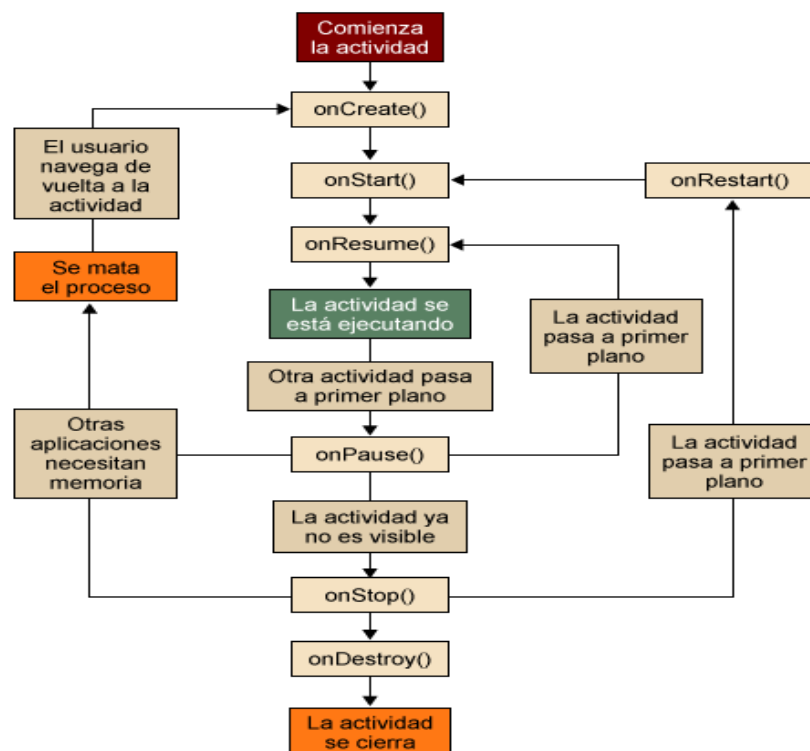 Comienza
la actividad
onCreate()
El usuario
navega de
vuelta a la
actividad
onStart()
onRestart()
onResume()
Se mata
el proceso
La actividad se
está ejecutando
La actividad
pasa a primer
plano
Otra actividad pasa
a primer plano
Otras
aplicaciones
necesitan
memoria
onPause()
La actividad
pasa a primer
plano
La actividad ya
no es visible
onStop()
onDestroy()
La actividad
se cierra